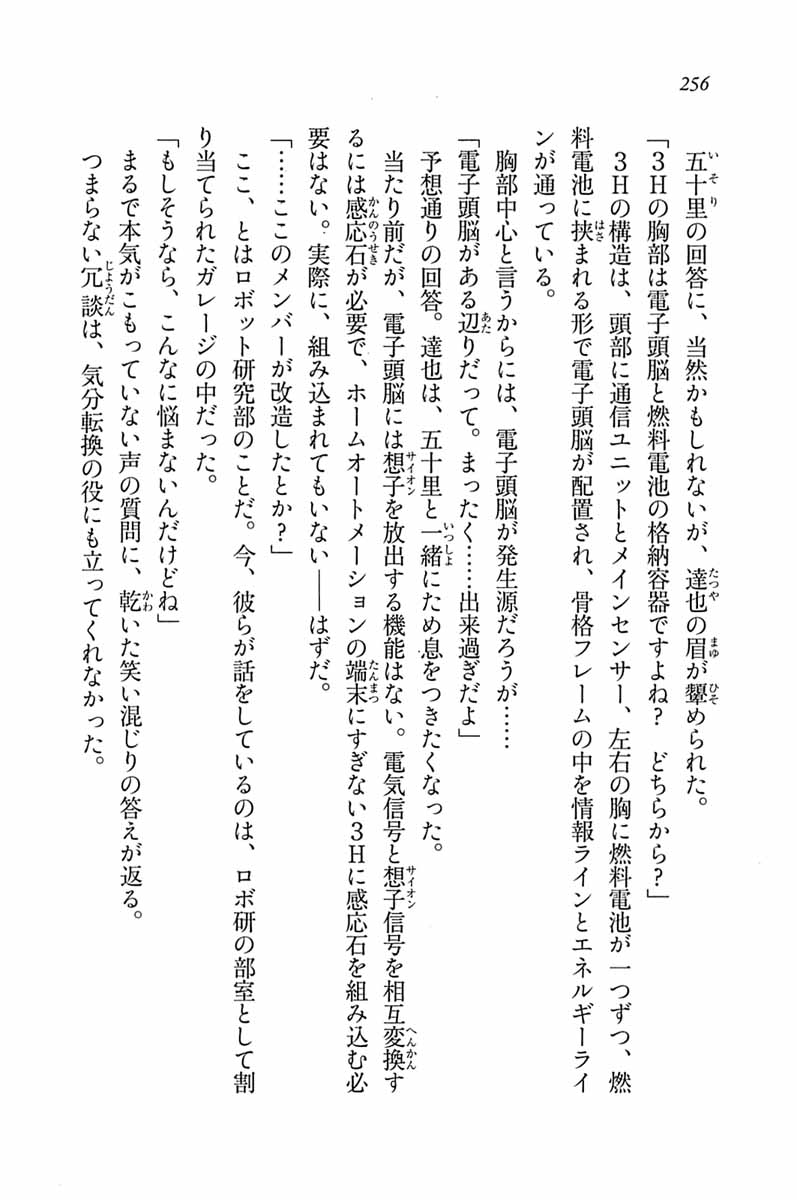 256
五十里の回答に、当然かもしれないが、達也の眉が顰められた。
「３Ｈの胸部は電子頭脳と燃料電池の格納容器ですよね？　どちらから？」
３Ｈの構造は、頭部に通信ユニットとメインセンサー、左右の胸に燃料電池が一つずつ、燃
料電池に挟まれる形で電子頭脳が配置され、骨格フレームの中を情報ラインとエネルギーライ
ンが通っている。
胸部中心と言うからには、電子頭脳が発生源だろうが……
「電子頭脳がある辺りだって。まったく……出来過ぎだよ」
予想通りの回答。達也は、五十里と一緒にため息をつきたくなった。
当たり前だが、電子頭脳には想子を放出する機能はない。電気信号と想子信号を相互変換す
るには感応石が必要で、ホームオートメーションの端末にすぎない３Ｈに感応石を組み込む必
要はない。実際に、組み込まれてもいない――はずだ。
「……ここのメンバーが改造したとか？」
ここ、とはロボット研究部のことだ。今、彼らが話をしているのは、ロボ研の部室として割
り当てられたガレージの中だった。
「もしそうなら、こんなに悩まないんだけどね」
まるで本気がこもっていない声の質問に、乾いた笑い混じりの答えが返る。
つまらない冗談は、気分転換の役にも立ってくれなかった。